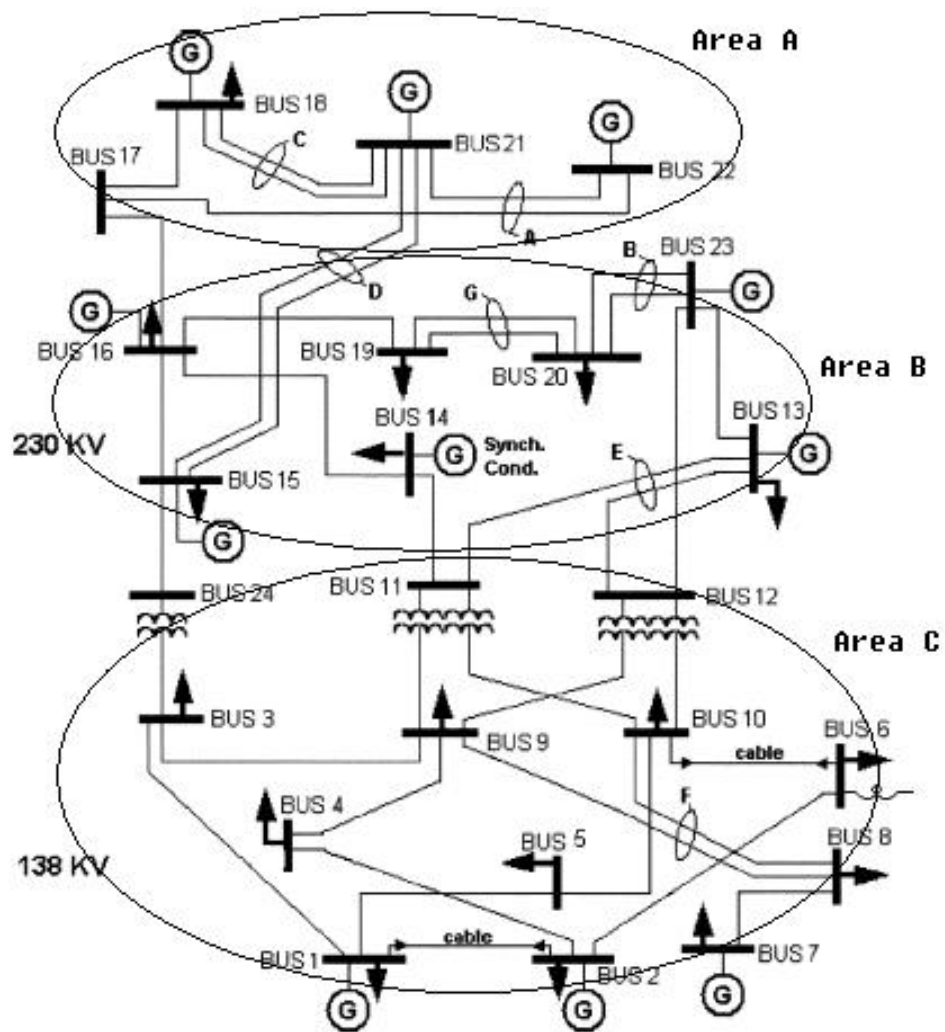 Area A
G
BUS 18
G
BUS 21
G
C
BUS 17
BUS 22
A
BUS 23
B
D
G
G
G
BUS 16
BUS 19
BUS 20
Area B
BUS 13
BUS 14
230 KV
G
Synch.
Cond.
E
G
BUS 15
G
BUS 24
BUS 11
BUS 12
Area C
BUS 3
BUS 9
BUS 10
BUS 6
cable
BUS 4
F
BUS 5
BUS 8
138 KV
cable
BUS 1
BUS 2
BUS 7
G
G
G